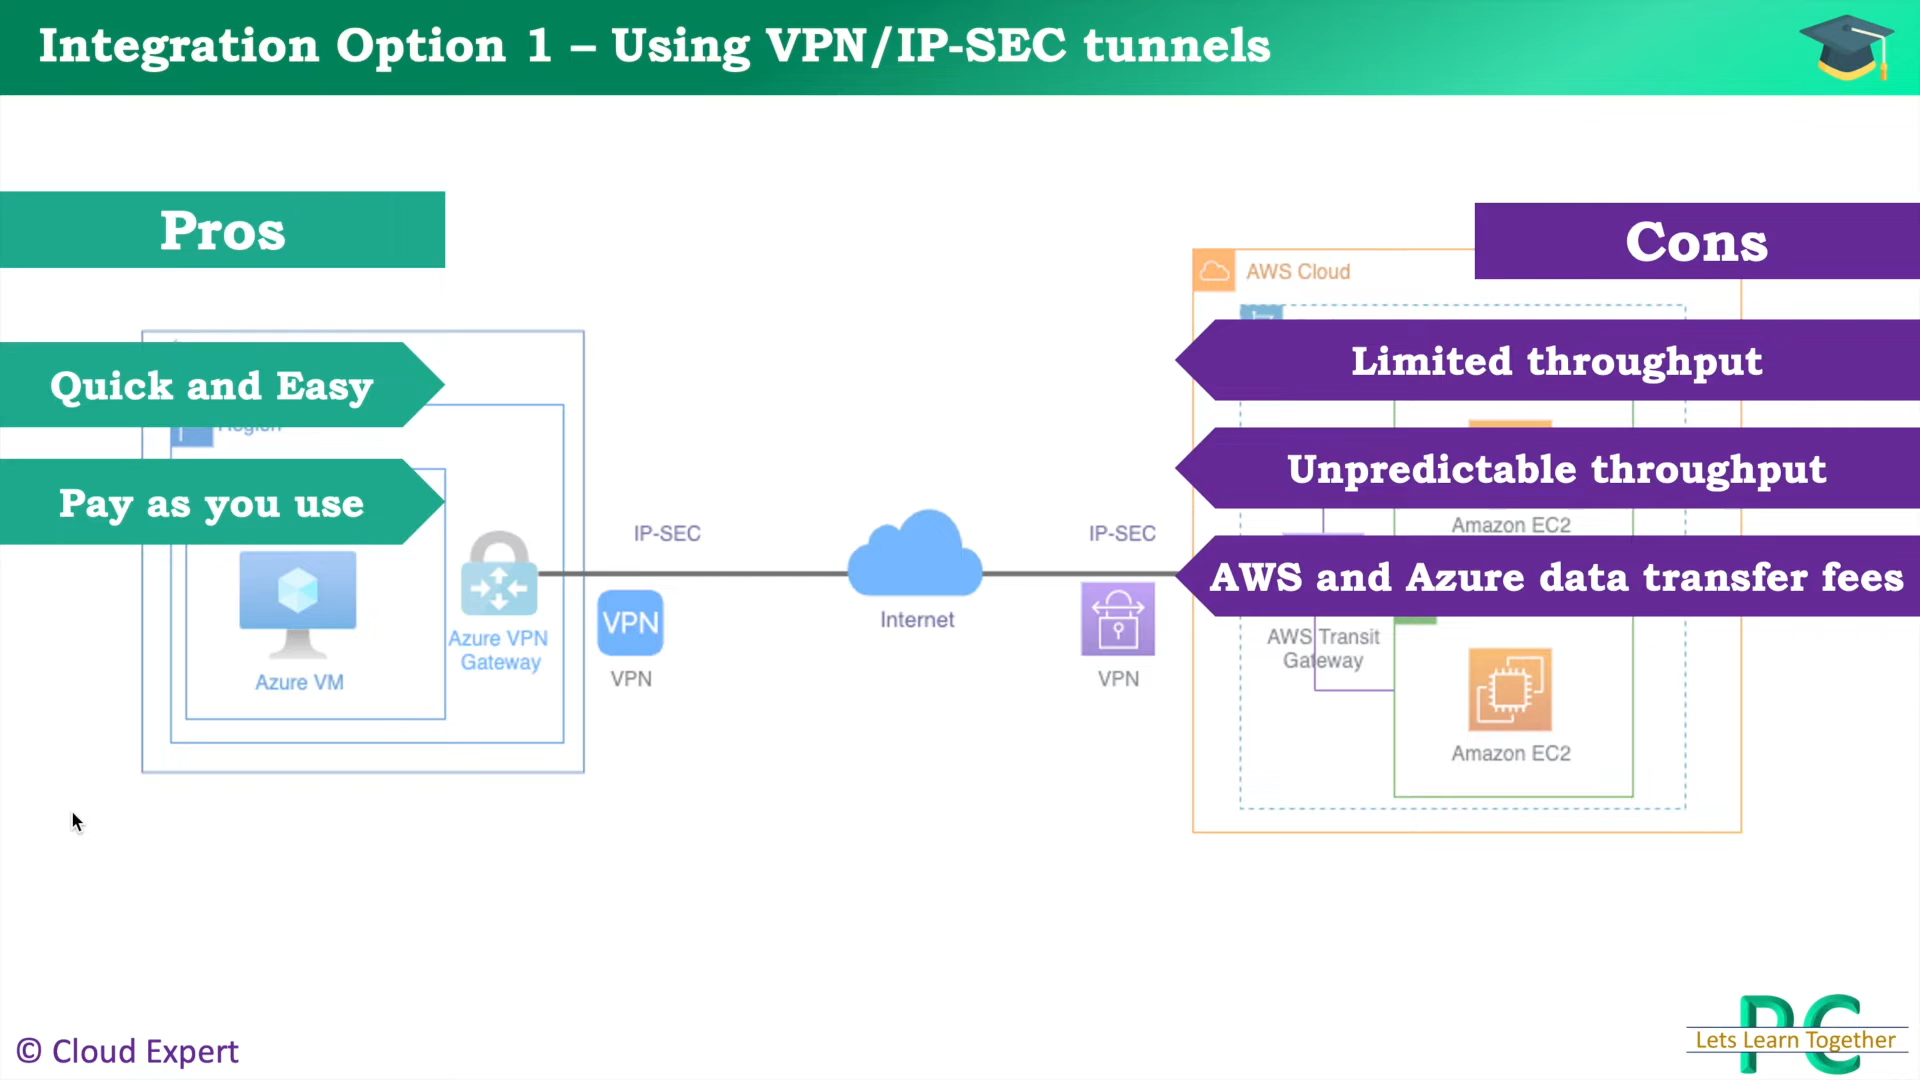 Integration Option 1 – Using VPN/IP-SEC tunnels
Pros
Cons
AWS Cloud
Quick and Easy
Limited throughput
Region
Pay as you use
Unpredictable throughput
Amazon EC2
IP-SEC
IP-SEC
AWS and Azure data transfer fees
VPN
Internet
Azure VPN
Gateway
AWS Transit
Gateway
Azure VM
VPN
VPN
Amazon EC2
© Cloud Expert
PC
Lets Learn Together